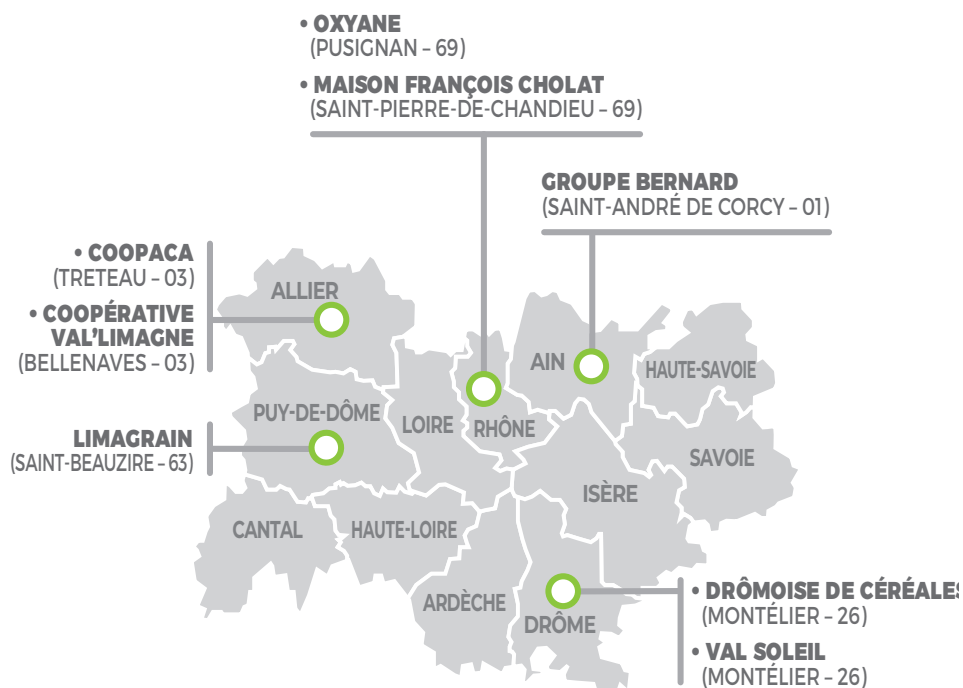 • OXYANE
(PUSIGNAN – 69)
• MAISON FRANÇOIS CHOLAT
(SAINT-PIERRE-DE-CHANDIEU – 69)
GROUPE BERNARD
(SAINT-ANDRÉ DE CORCY – 01)
• COOPACA
(TRETEAU – 03)
• COOPÉRATIVE
VAL'LIMAGNE
(BELLENAVES – 03)
LIMAGRAIN
(SAINT-BEAUZIRE – 63)
ALLIER
AIN
HAUTE-SAVOIE
PUY-DE-DÔME
LOIRE
RHÔNE
SAVOIE
ISÈRE
CANTAL
HAUTE-LOIRE
ARDÈCHE
DRÔME
• DRÔMOISE DE CÉRÉALES
(MONTÉLIER – 26)
• VAL SOLEIL
(MONTÉLIER – 26)